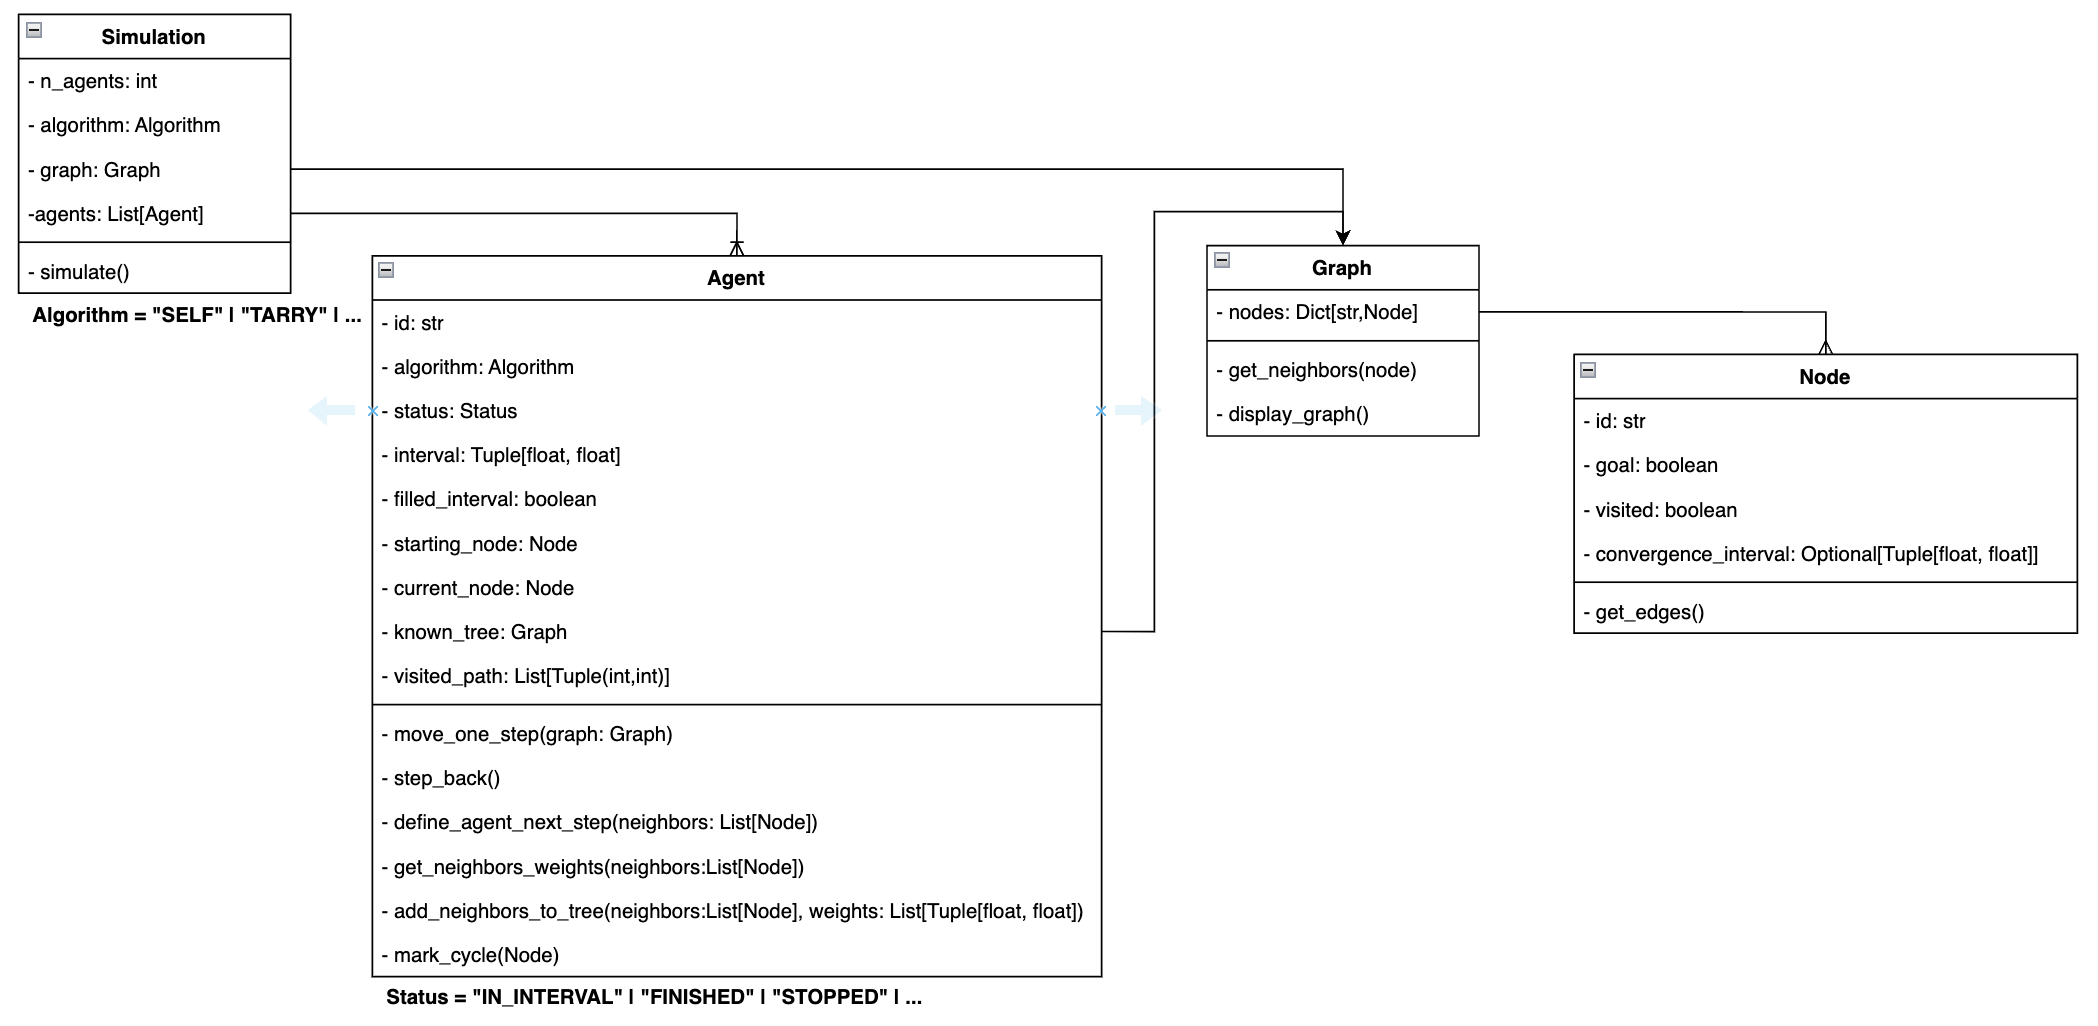 Simulation
- n_agents: int
- algorithm: Algorithm
- graph: Graph
-agents: List[Agent]
- simulate()
Algorithm = "SELF" | "TARRY" | ...
Agent
- id: str
- algorithm: Algorithm
- status: Status
- interval: Tuple[float, float]
- filled_interval: boolean
- starting_node: Node
- current_node: Node
- known_tree: Graph
- visited_path: List[Tuple(int,int)]
- move_one_step(graph: Graph)
- step_back()
- define_agent_next_step(neighbors: List[Node])
- get_neighbors_weights(neighbors:List[Node])
- add_neighbors_to_tree(neighbors:List[Node], weights: List[Tuple[float, float])
- mark_cycle(Node)
Status = "IN_INTERVAL" | "FINISHED" | "STOPPED" | ...
Graph
- nodes: Dict[str,Node]
- get_neighbors(node)
- display_graph()
Node
- id: str
- goal: boolean
- visited: boolean
- convergence_interval: Optional[Tuple[float, float]]
- get_edges()